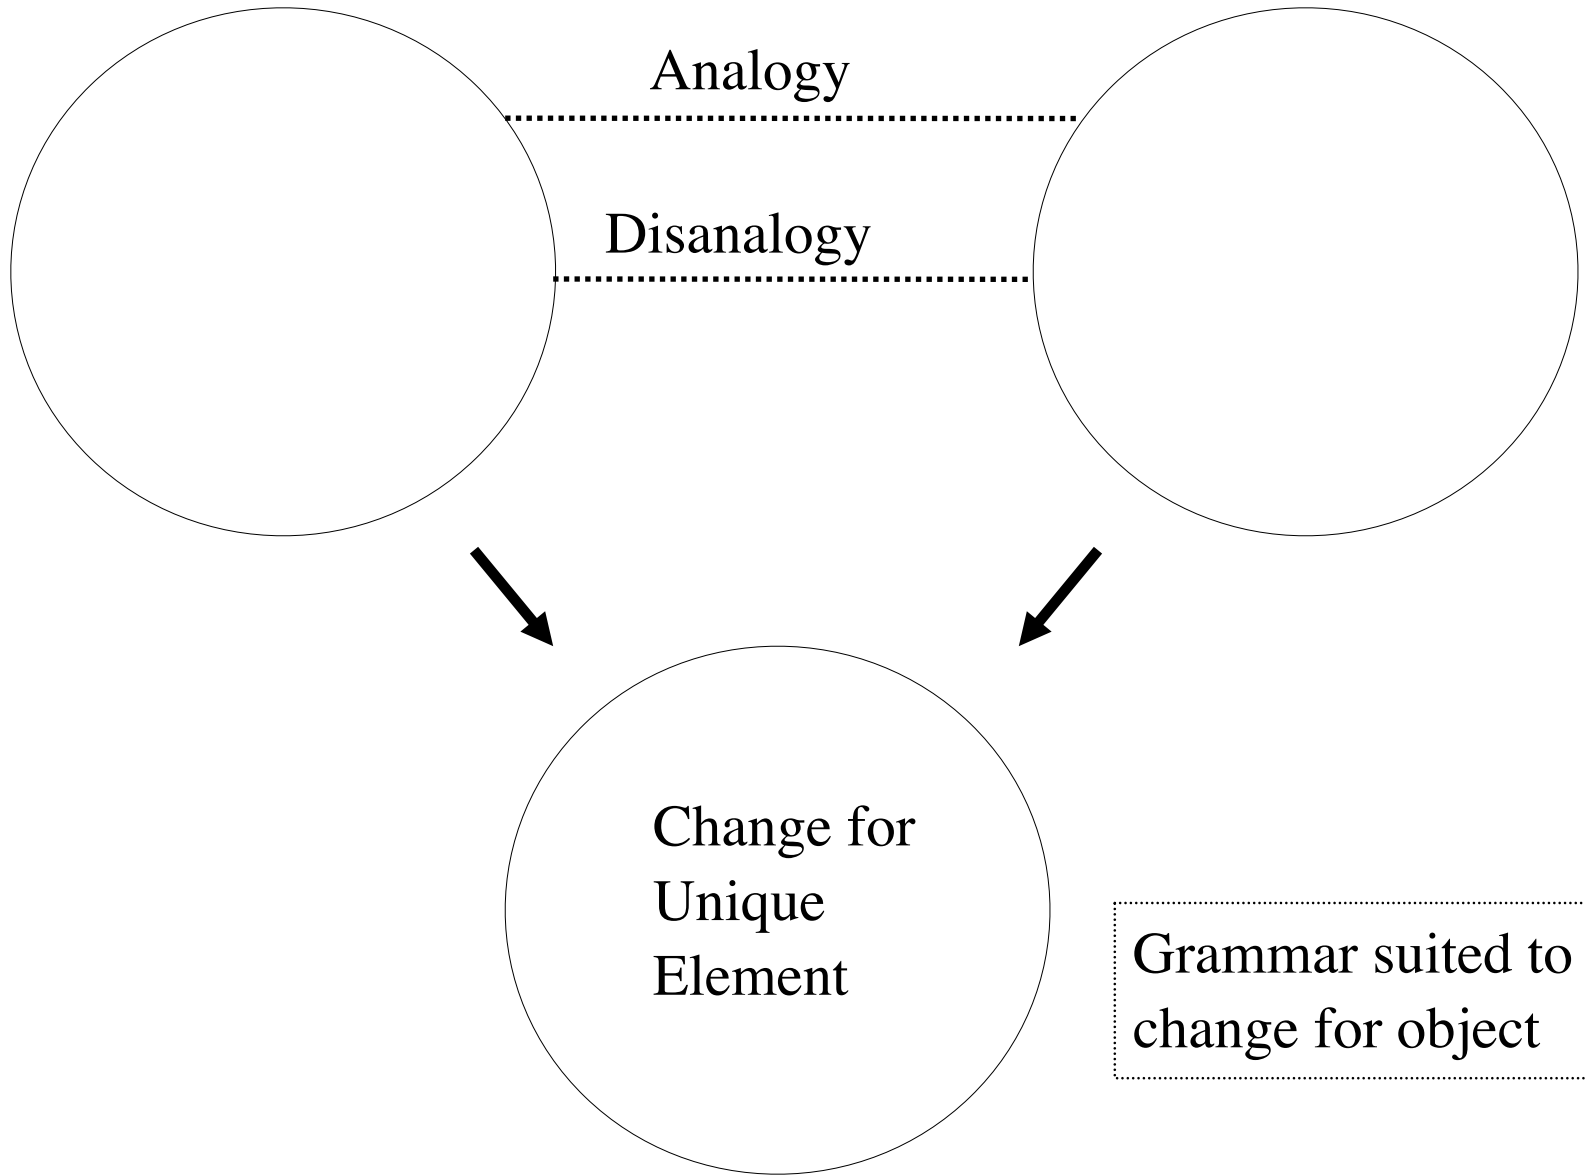 Analogy
Disanalogy
Change for
Unique
Element
Grammar suited to
change for object